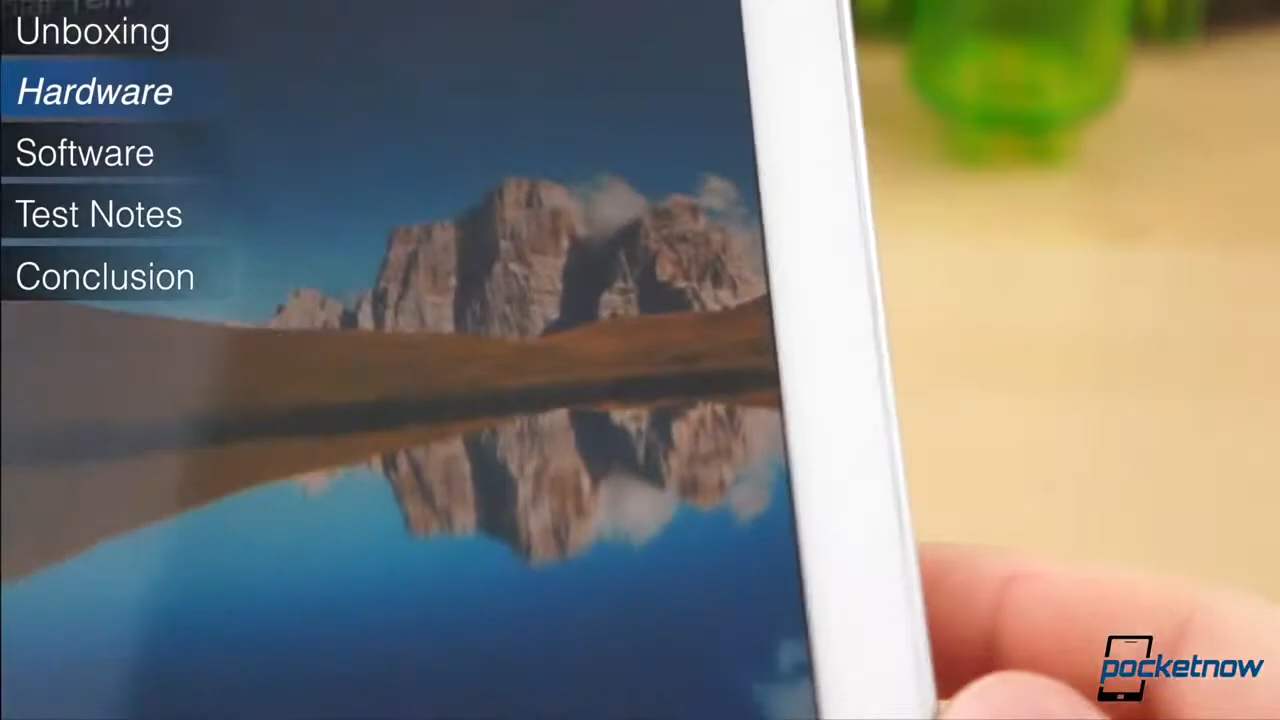 Unboxing
Hardware
Software
Test Notes
Conclusion
pocketnow